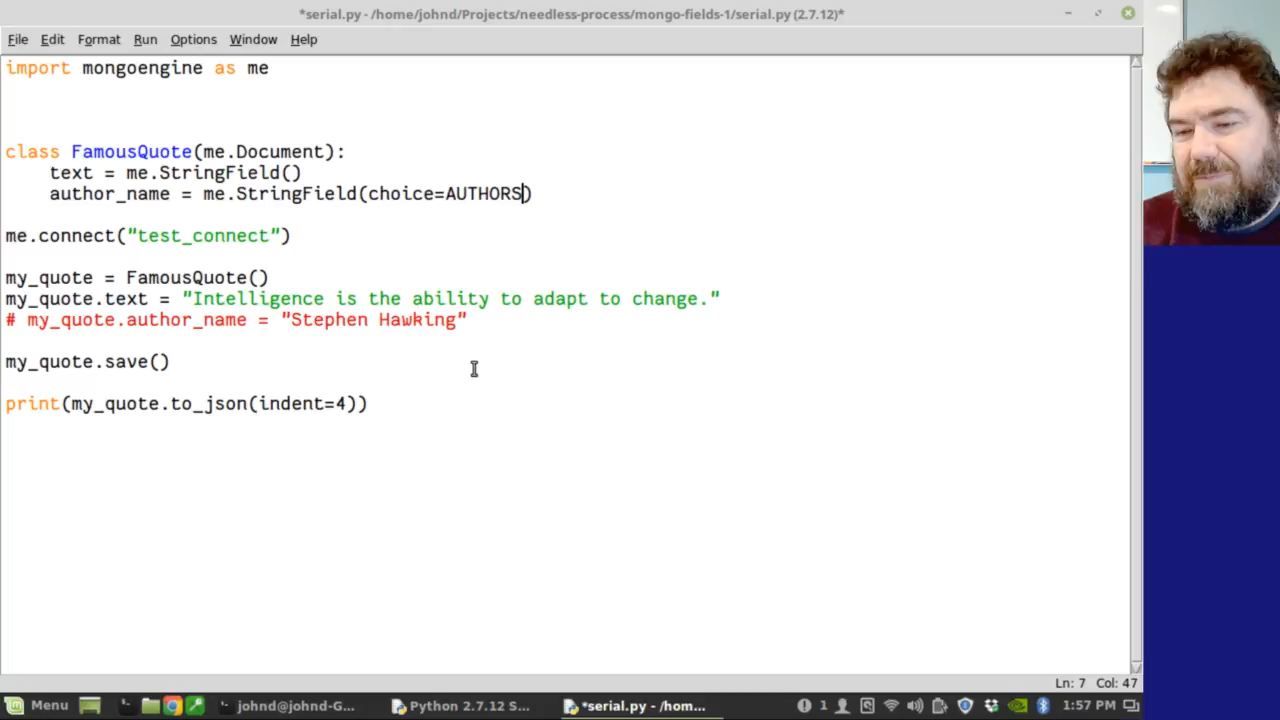 *serial.py - /home/johnd/Projects/needless-process/mongo-fields-1/serial.py (2.7.12)*
File Edit Format Run Options Window Help
import mongoengine as me
class FamousQuote(me.Document):
text = me.StringField()
author_name = me.StringField(choice=AUTHORS)
me.connect("test_connect")
my_quote = FamousQuote()
my_quote.text = "Intelligence is the ability to adapt to change."
# my_quote.author_name = "Stephen Hawking"
my_quote.save()
print(my_quote.to_json(indent=4))
Ln: 7 Col: 47
Menu johnd@johnd-G... Python 2.7.12 S... *serial.py - /hom... 1 1:57 PM